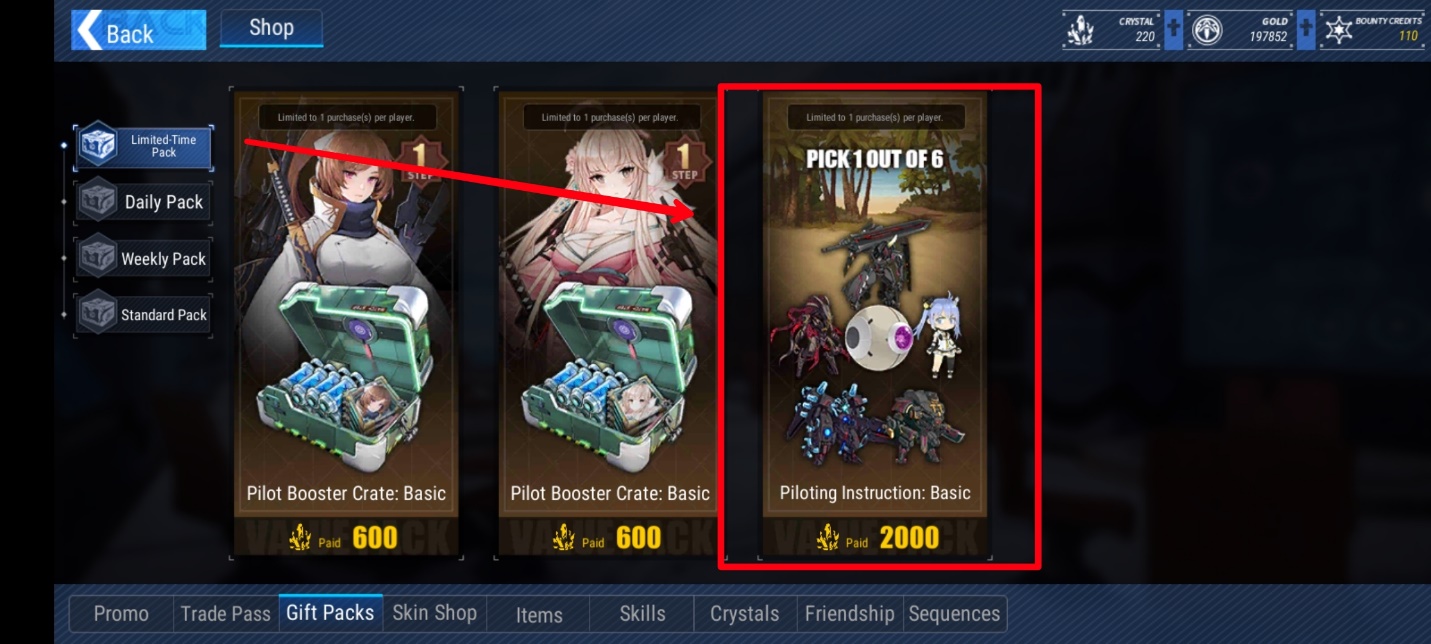 Back
Shop
CRYSTAL
220
GOLD
197852
BOUNTY CREDITS
110
Limited-Time
Pack
Daily Pack
Weekly Pack
Standard Pack
Limited to 1 purchase(s) per player.
1
STEP
Pilot Booster Crate: Basic
Paid 600
Limited to 1 purchase(s) per player.
1
STEP
Pilot Booster Crate: Basic
Paid 600
Limited to 1 purchase(s) per player.
PICK 1 OUT OF 6
Piloting Instruction: Basic
Paid 2000
Promo
Trade Pass
Gift Packs
Skin Shop
Items
Skills
Crystals
Friendship
Sequences